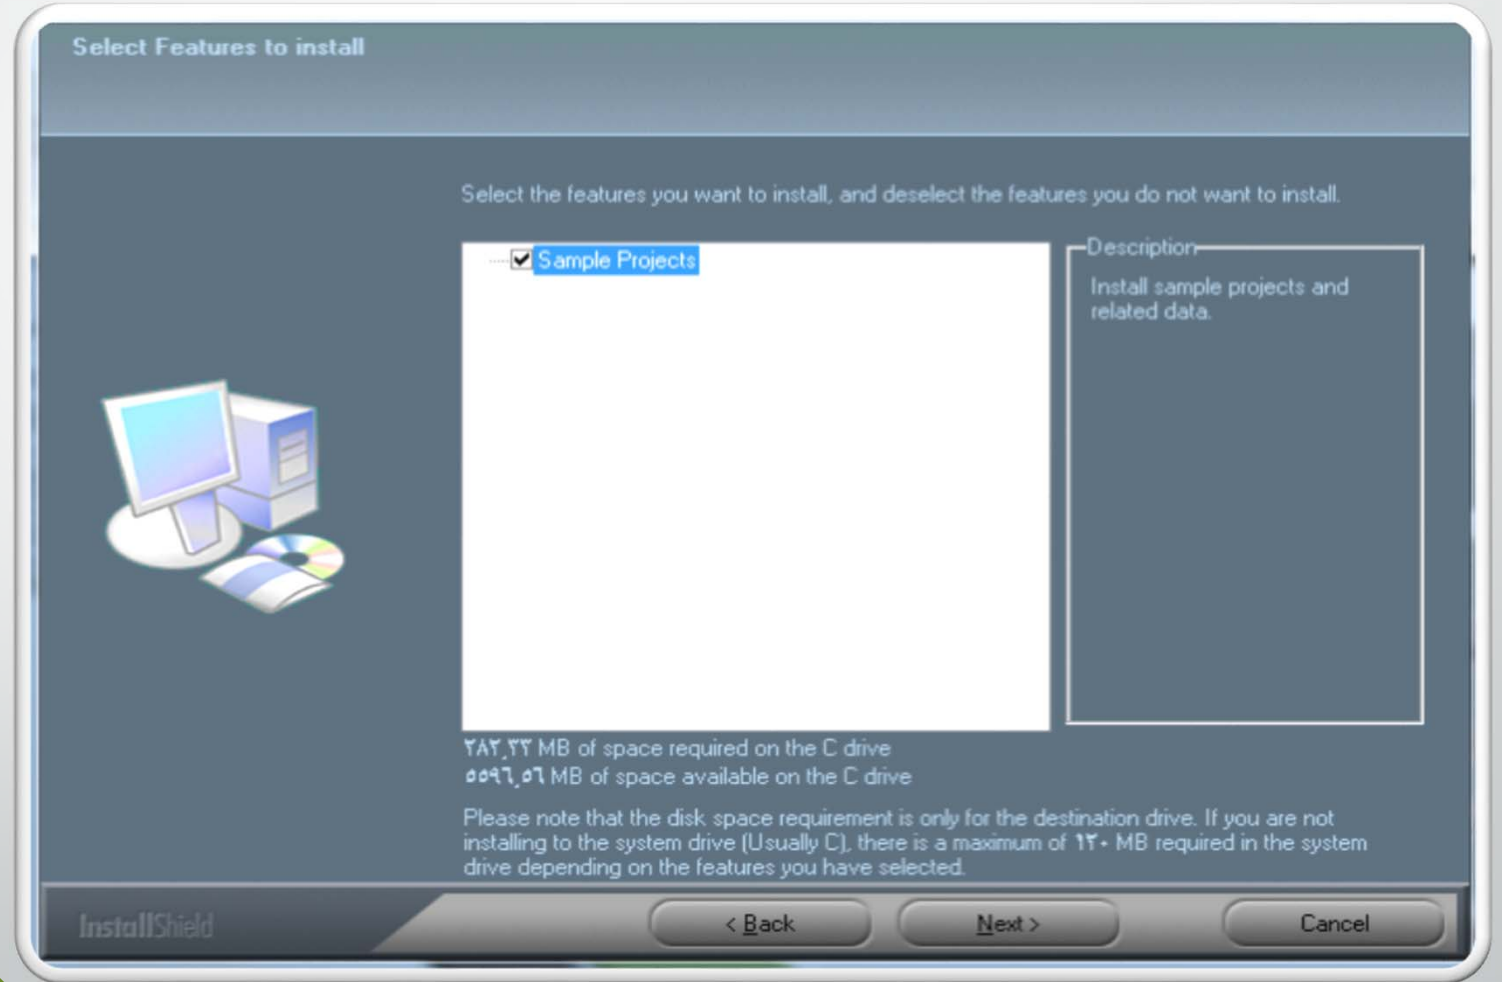 Select Features to install
Select the features you want to install, and deselect the features you do not want to install.
Sample Projects
Description
Install sample projects and
related data.
٢٨٢,٣٣ MB of space required on the C drive
٥٥٩٦,٥٦ MB of space available on the C drive
Please note that the disk space requirement is only for the destination drive. If you are not
installing to the system drive (Usually C), there is a maximum of ١٢٠ MB required in the system
drive depending on the features you have selected.
InstallShield
< Back
Next >
Cancel